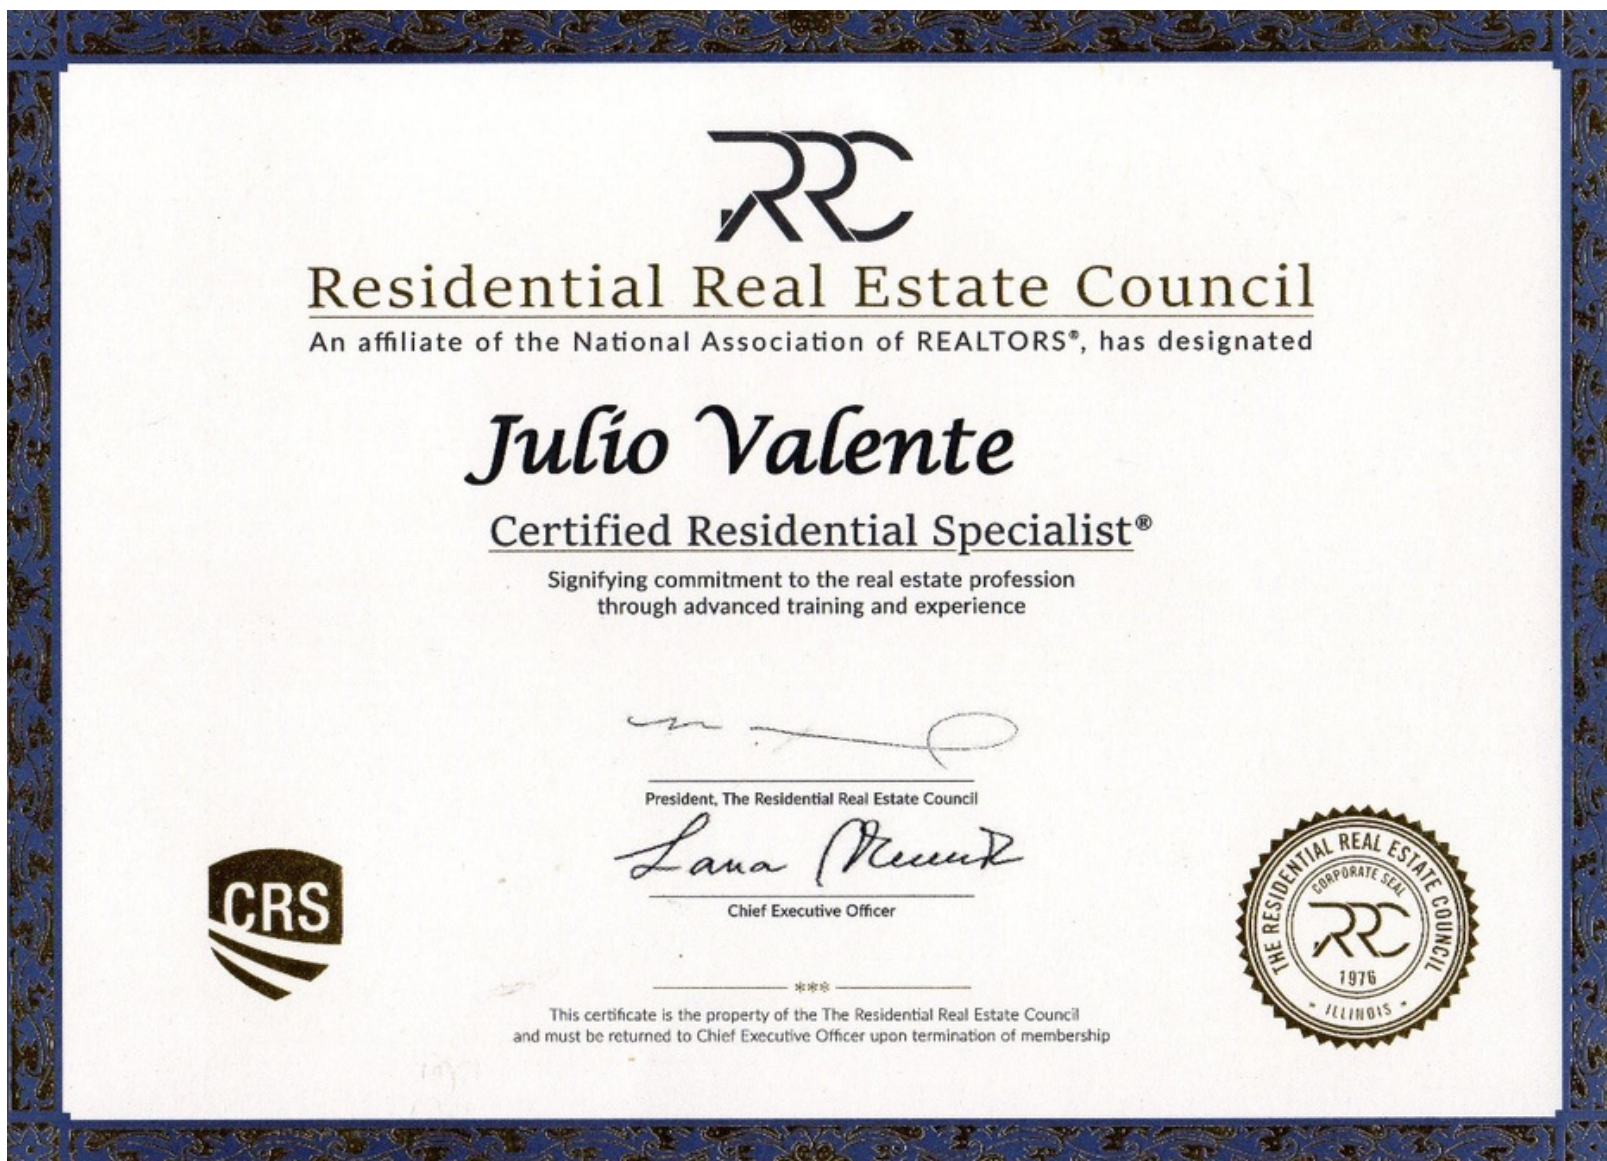 RRC
Residential Real Estate Council
An affiliate of the National Association of REALTORS®, has designated
Julio Valente
Certified Residential Specialist®
Signifying commitment to the real estate profession
through advanced training and experience
President, The Residential Real Estate Council
Lana
Chief Executive Officer
CRS
THE RESIDENTIAL REAL ESTATE COUNCIL
CORPORATE SEAL
RRC
1976
ILLINOIS
***
This certificate is the property of the The Residential Real Estate Council
and must be returned to Chief Executive Officer upon termination of membership